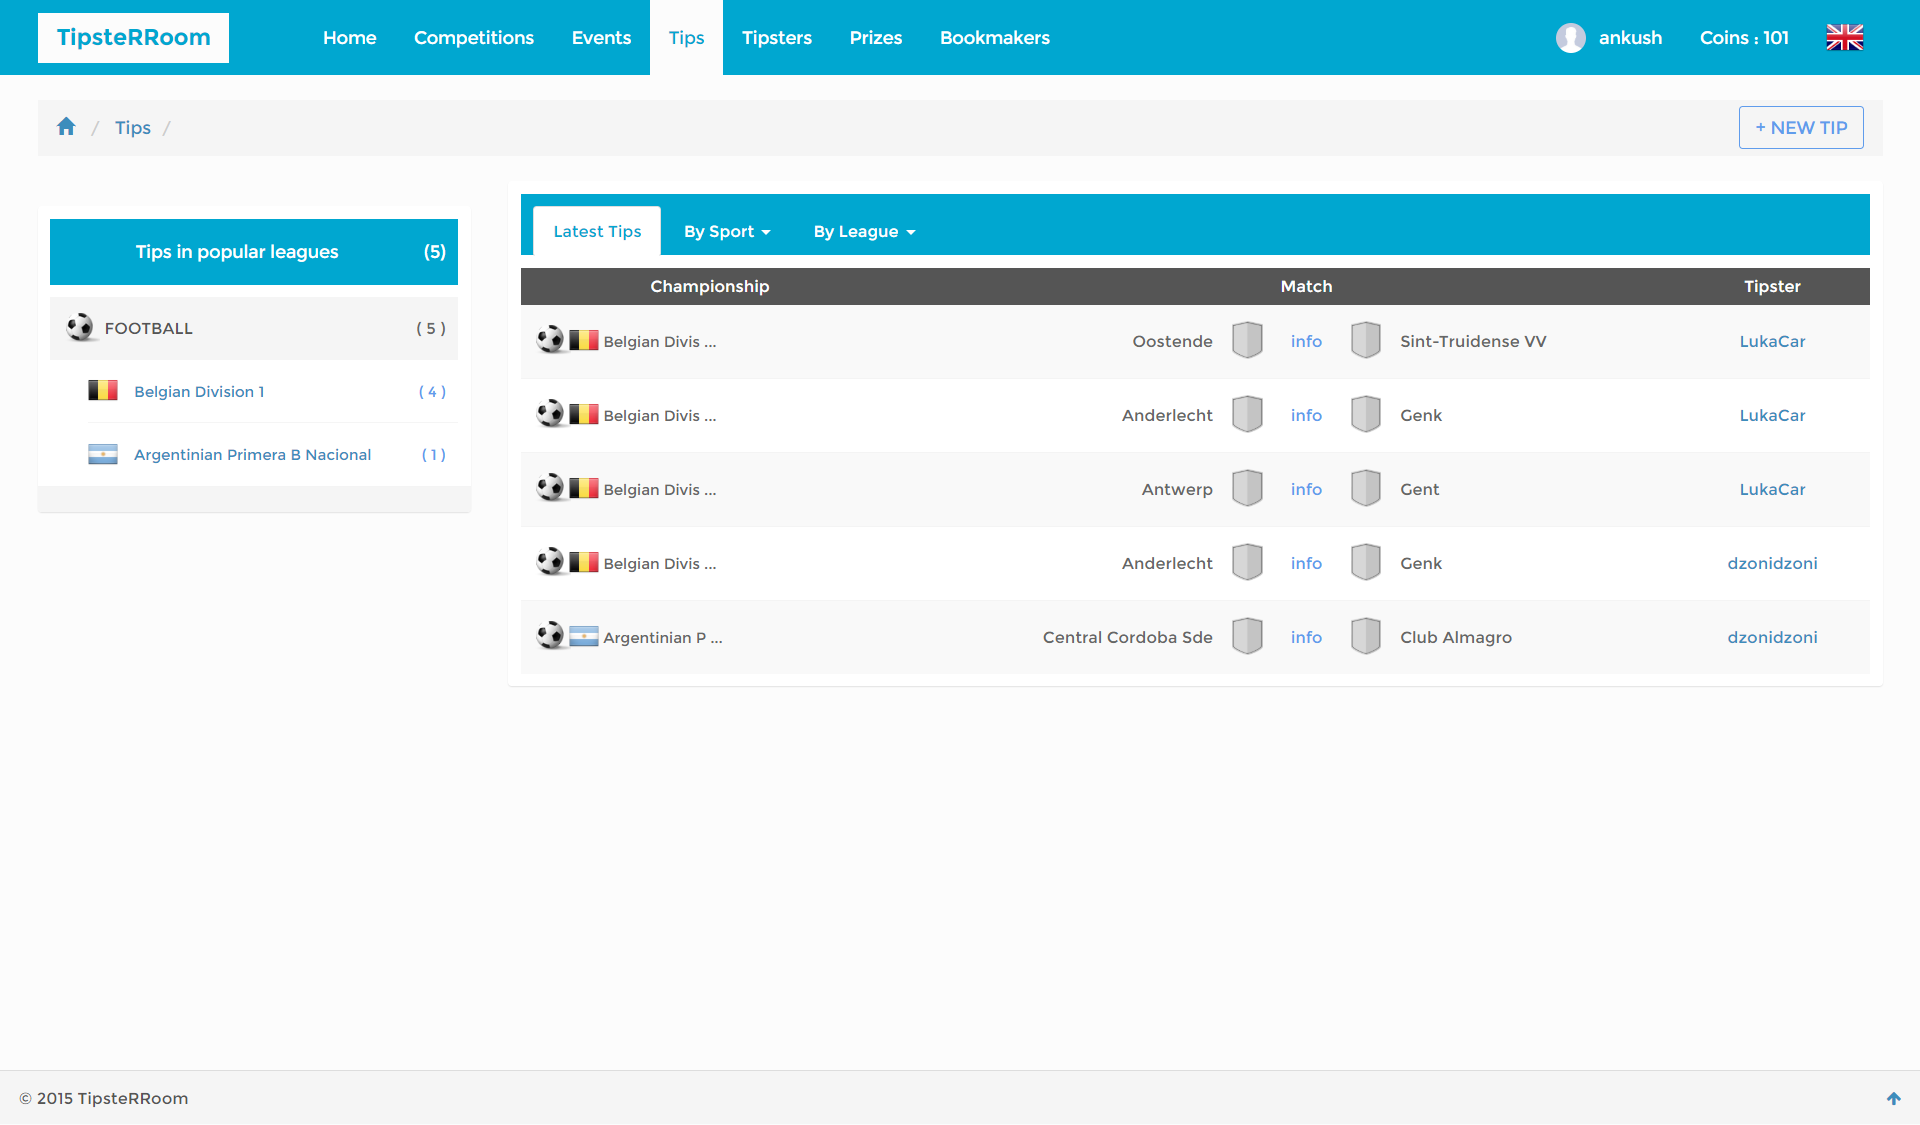 TipsteRRoom Home Competitions Events Tips Tipsters Prizes Bookmakers ankush Coins : 101
/ Tips / + NEW TIP
Tips in popular leagues (5)
FOOTBALL ( 5 )
Belgian Division 1 ( 4 )
Argentinian Primera B Nacional ( 1 )
Latest Tips By Sport By League
Championship Match Tipster
Belgian Divis ... Oostende info Sint-Truidense VV LukaCar
Belgian Divis ... Anderlecht info Genk LukaCar
Belgian Divis ... Antwerp info Gent LukaCar
Belgian Divis ... Anderlecht info Genk dzonidzoni
Argentinian P ... Central Cordoba Sde info Club Almagro dzonidzoni
© 2015 TipsteRRoom